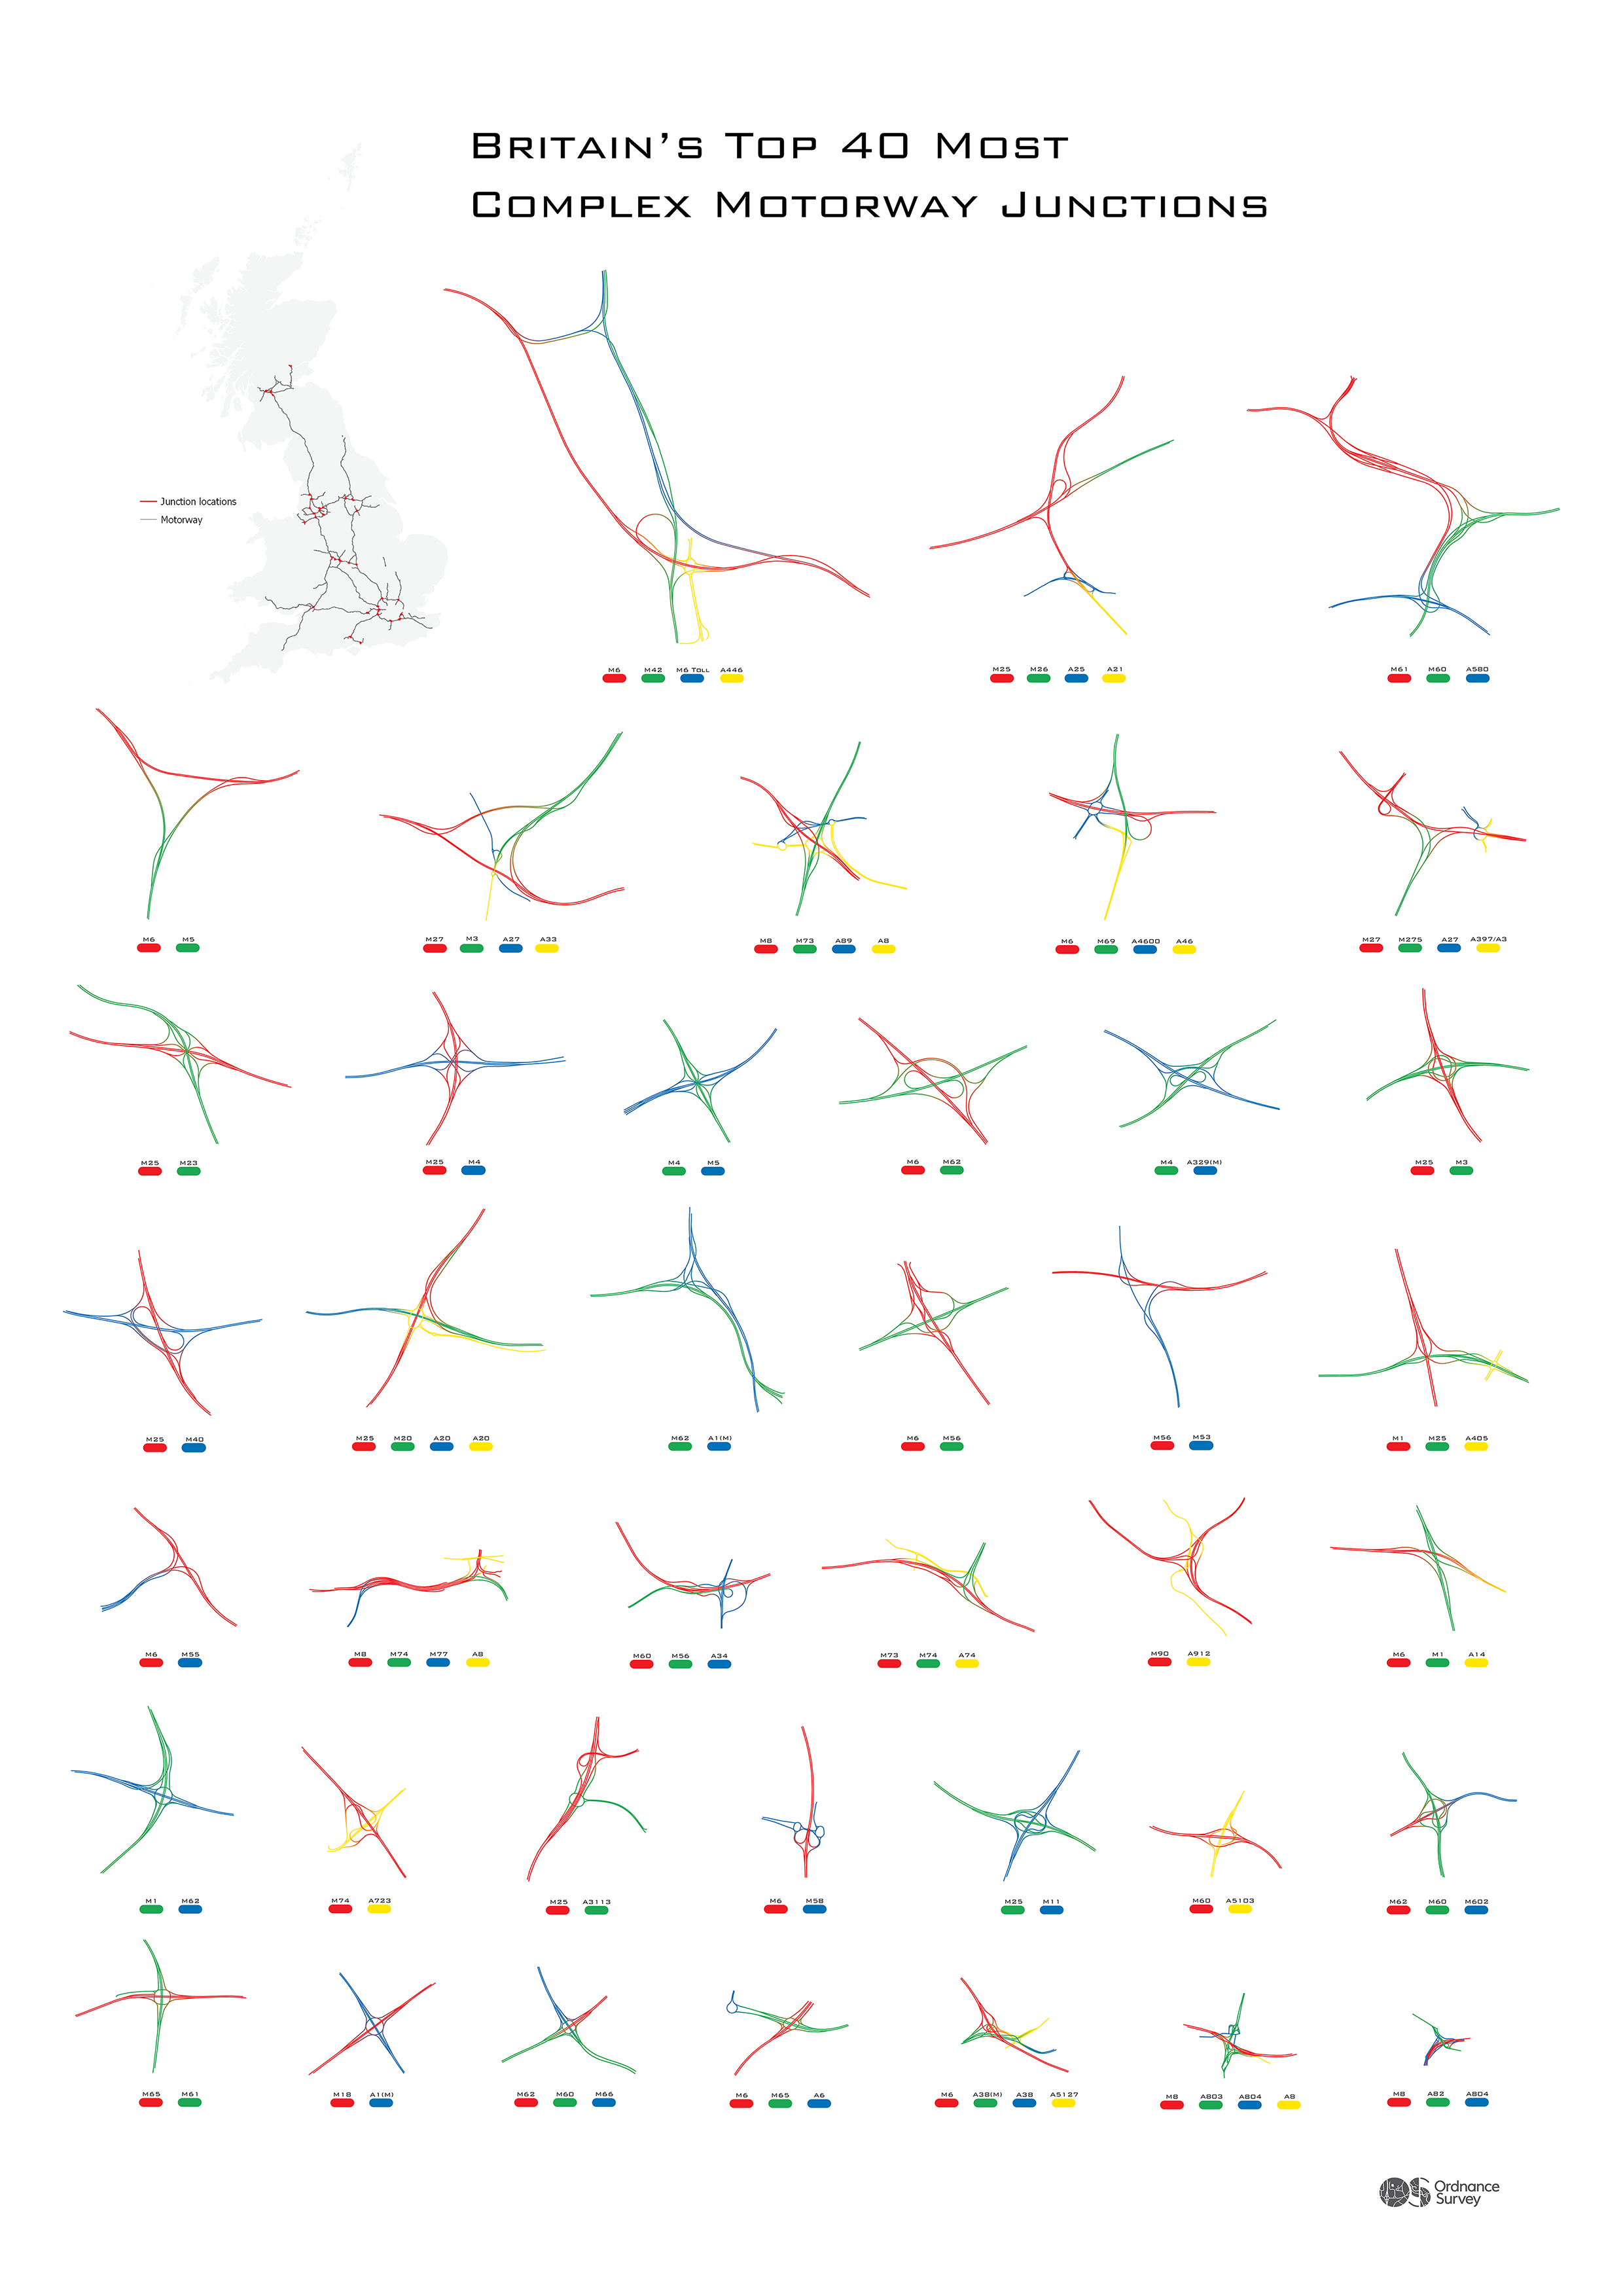 BRITAIN'S TOP 40 MOST
COMPLEX MOTORWAY JUNCTIONS
Junction locations
Motorway
M6 M42 M6 TOLL A446
M25 M26 A25 A21
M61 M60 A580
M6 M5
M27 M3 A27 A33
M8 M73 A89 A8
M6 M69 A4600 A46
M27 M275 A27 A397/A3
M25 M23
M25 M4
M4 M5
M6 M62
M4 A329(M)
M25 M3
M25 M40
M25 M20 A20 A20
M62 A1(M)
M6 M56
M56 M53
M1 M25 A405
M6 M55
M8 M74 M77 A8
M60 M56 A34
M73 M74 A74
M90 A912
M6 M1 A14
M1 M62
M74 A723
M25 A3113
M6 M58
M25 M11
M60 A5103
M62 M60 M602
M65 M61
M18 A1(M)
M62 M60 M66
M6 M65 A6
M6 A38(M) A38 A5127
M8 A803 A804 A8
M8 A82 A804
OS Ordnance
Survey